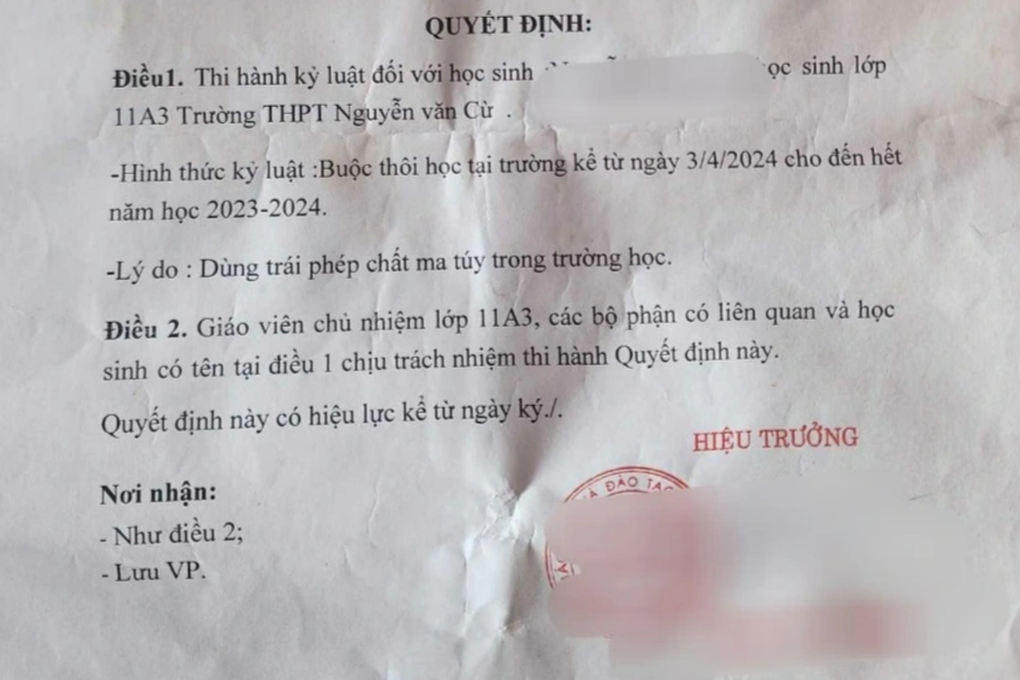 QUYẾT ĐỊNH:
Điều1. Thi hành kỷ luật đối với học sinh ọc sinh lớp
11A3 Trường THPT Nguyễn văn Cừ .
-Hình thức kỷ luật :Buộc thôi học tại trường kể từ ngày 3/4/2024 cho đến hết
năm học 2023-2024.
-Lý do : Dùng trái phép chất ma túy trong trường học.
Điều 2. Giáo viên chủ nhiệm lớp 11A3, các bộ phận có liên quan và học
sinh có tên tại điều 1 chịu trách nhiệm thi hành Quyết định này.
Quyết định này có hiệu lực kể từ ngày ký./.
HIỆU TRƯỞNG
Nơi nhận:
- Như điều 2;
- Lưu VP.
ĐÀO TẠO